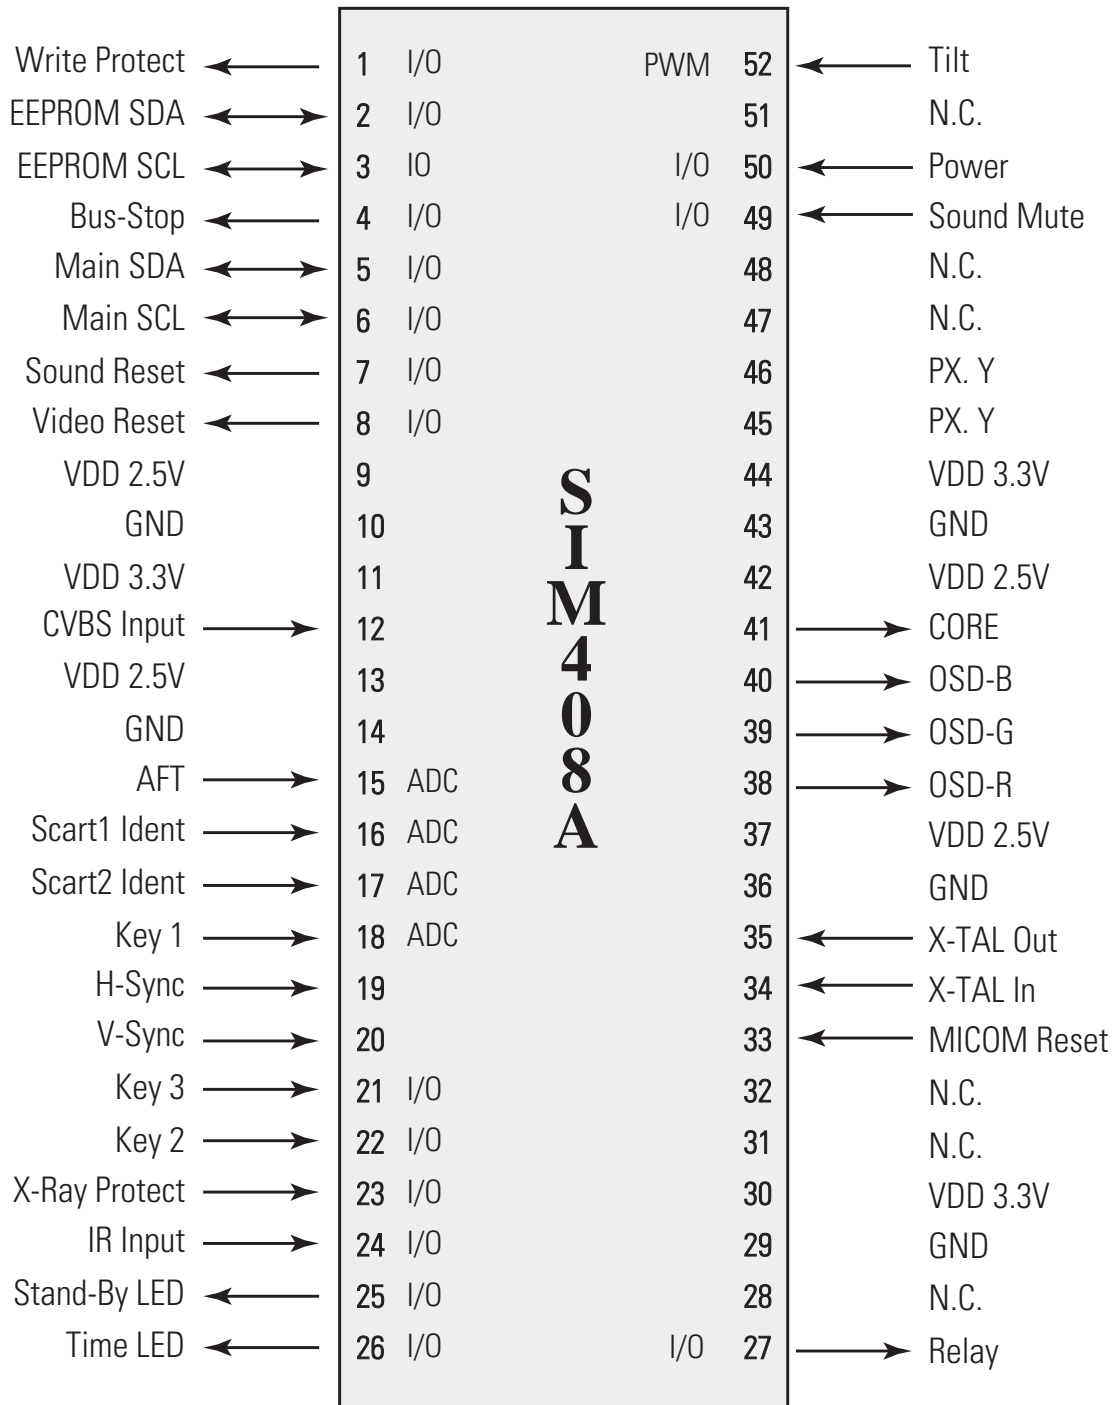 Write Protect 1 I/O PWM 52 Tilt
EEPROM SDA 2 I/O 51 N.C.
EEPROM SCL 3 IO I/O 50 Power
Bus-Stop 4 I/O I/O 49 Sound Mute
Main SDA 5 I/O 48 N.C.
Main SCL 6 I/O 47 N.C.
Sound Reset 7 I/O 46 PX. Y
Video Reset 8 I/O 45 PX. Y
VDD 2.5V 9 44 VDD 3.3V
GND 10 43 GND
VDD 3.3V 11 42 VDD 2.5V
CVBS Input 12 41 CORE
VDD 2.5V 13 40 OSD-B
GND 14 39 OSD-G
AFT 15 ADC 38 OSD-R
Scart1 Ident 16 ADC 37 VDD 2.5V
Scart2 Ident 17 ADC 36 GND
Key 1 18 ADC 35 X-TAL Out
H-Sync 19 34 X-TAL In
V-Sync 20 33 MICOM Reset
Key 3 21 I/O 32 N.C.
Key 2 22 I/O 31 N.C.
X-Ray Protect 23 I/O 30 VDD 3.3V
IR Input 24 I/O 29 GND
Stand-By LED 25 I/O 28 N.C.
Time LED 26 I/O I/O 27 Relay
SIM408A